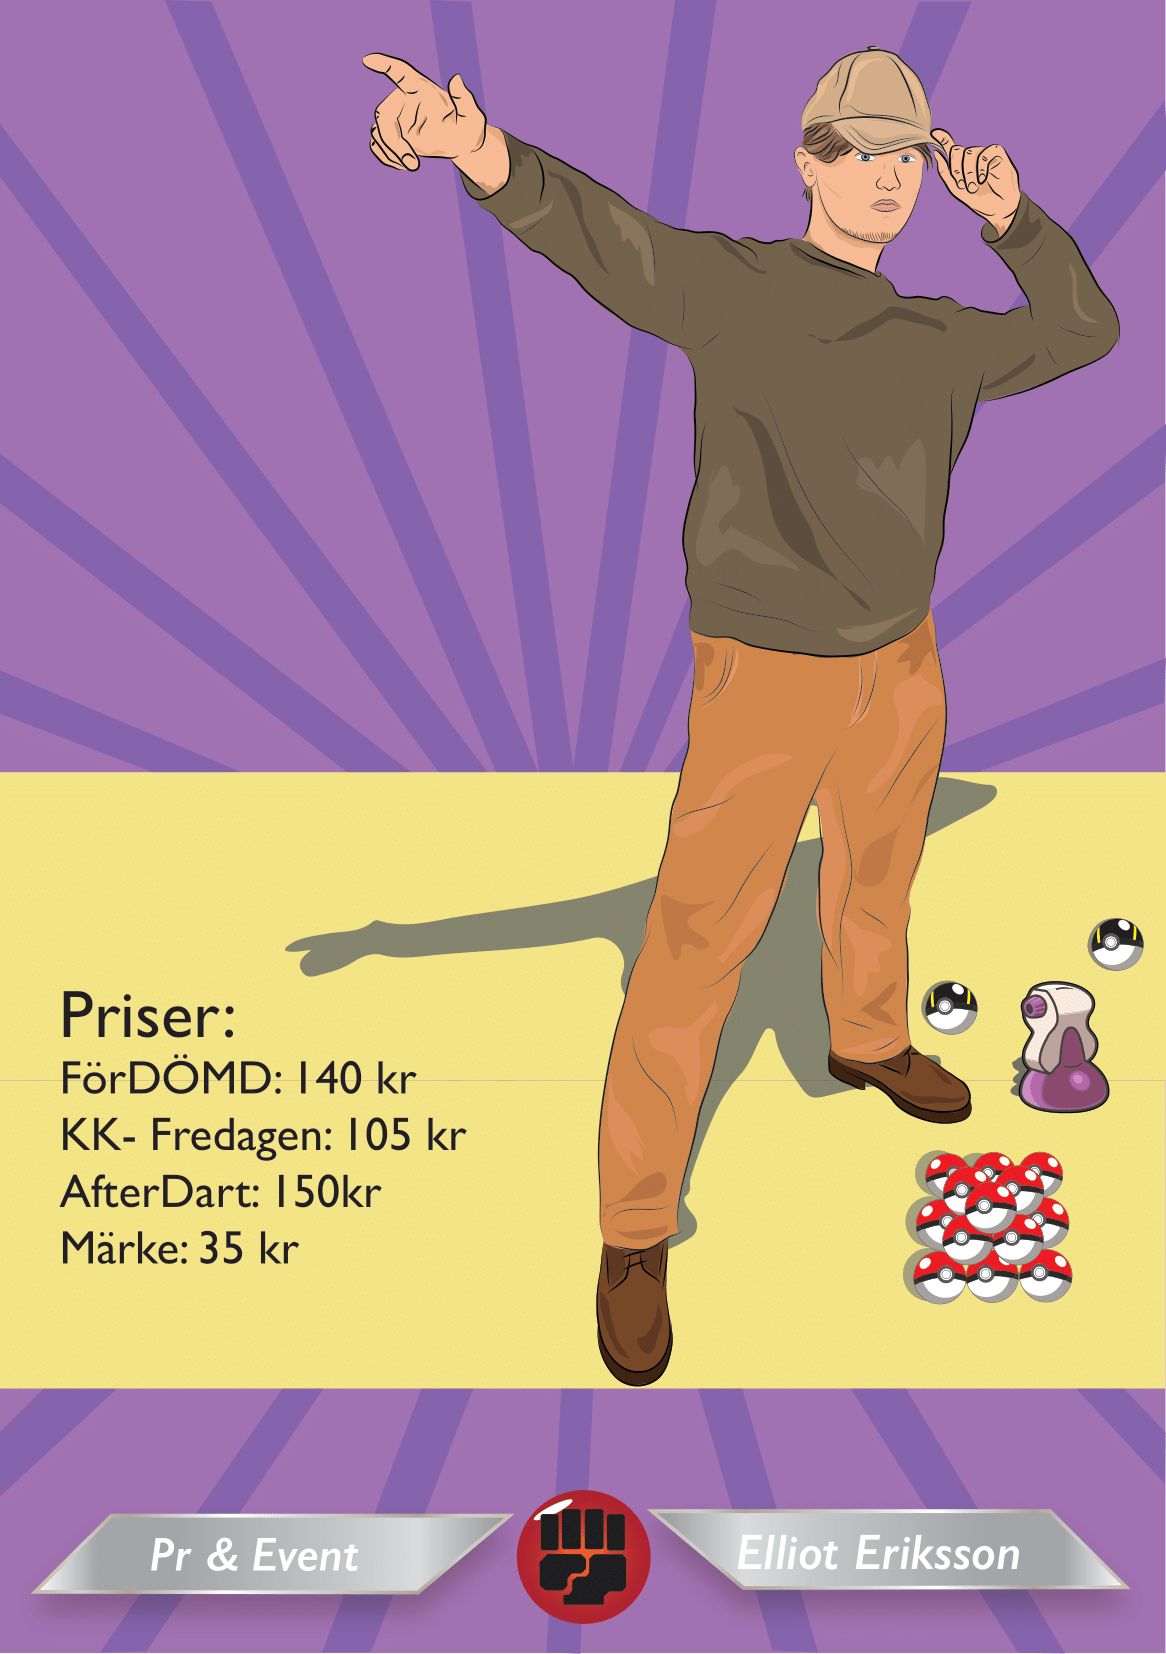 Priser:
FörDÖMD: 140 kr
KK- Fredagen: 105 kr
AfterDart: 150kr
Märke: 35 kr
Pr & Event
Elliot Eriksson